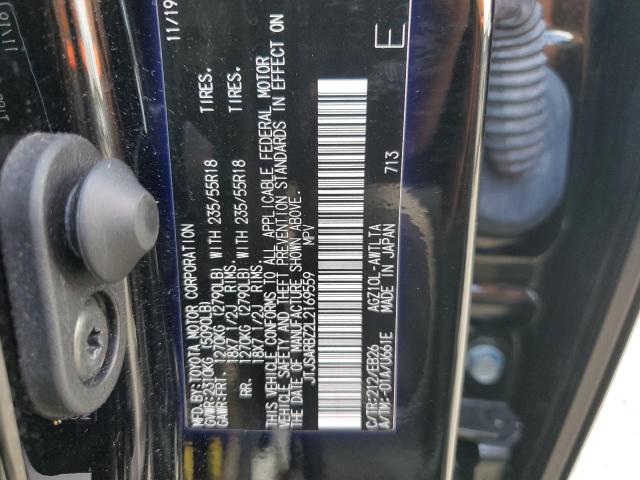 MFD.BY:TOYOTA MOTOR CORPORATION 11/19
GVWR:2310KG (5090LB)
GAWR:FRT. 1270KG (2790LB) WITH 235/55R18 TIRES.
18X7 1/2J RIMS.
RR. 1270KG (2790LB) WITH 235/55R18 TIRES.
18X7 1/2J RIMS.
THIS VEHICLE CONFORMS TO ALL APPLICABLE FEDERAL MOTOR
VEHICLE SAFETY AND THEFT PREVENTION STANDARDS IN EFFECT ON
THE DATE OF MANUFACTURE SHOWN ABOVE.
JTJSARBZ2L2169559 MPV
E
C/TR:212/EB26 AGZ10L-AWTLTA
A/TM:-01A/U661E MADE IN JAPAN 713